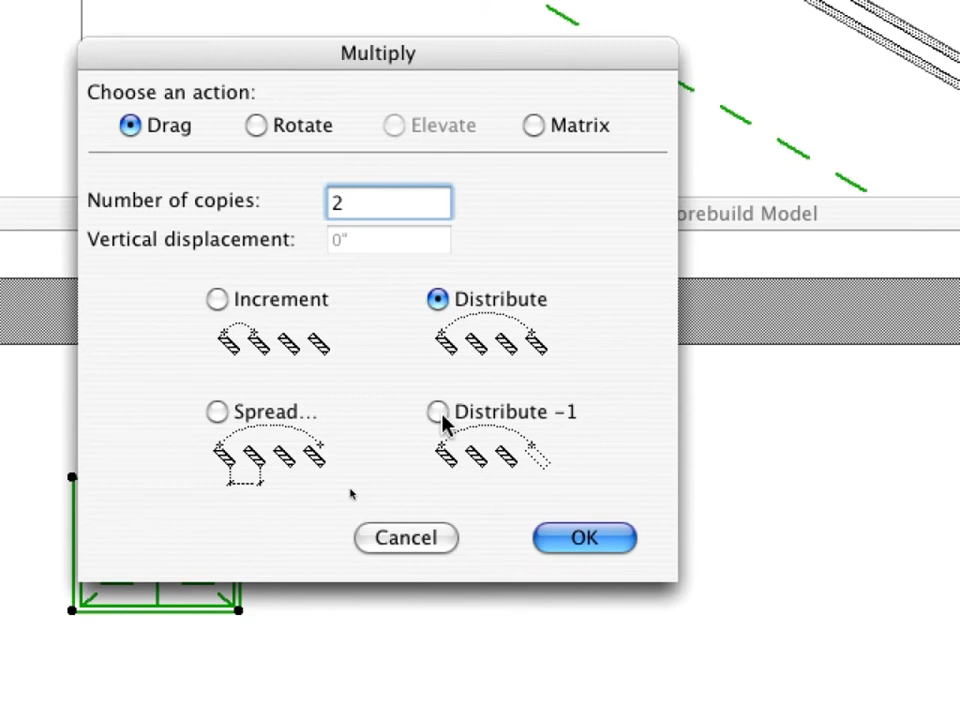 Multiply
Choose an action:
Drag Rotate Elevate Matrix
Number of copies: 2
orebuild Model
Vertical displacement: 0"
Increment Distribute
Spread... Distribute -1
Cancel OK